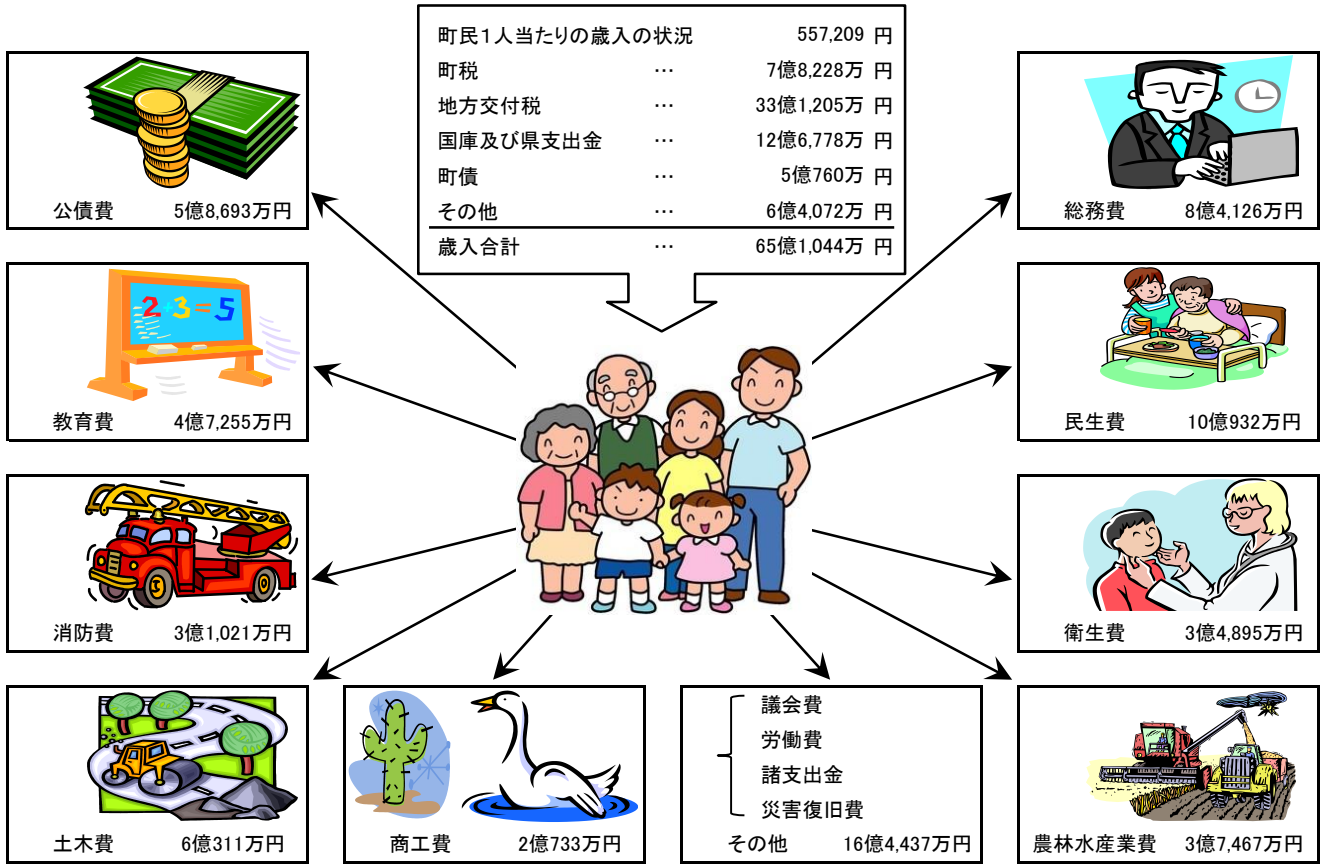 町民1人当たりの歳入の状況 557,209 円
町税 … 7億8,228万 円
地方交付税 … 33億1,205万 円
国庫及び県支出金 … 12億6,778万 円
町債 … 5億760万 円
その他 … 6億4,072万 円
歳入合計 … 65億1,044万 円
公債費 5億8,693万円
総務費 8億4,126万円
2+3=5
教育費 4億7,255万円
民生費 10億932万円
消防費 3億1,021万円
衛生費 3億4,895万円
土木費 6億311万円
商工費 2億733万円
議会費
労働費
諸支出金
災害復旧費
その他 16億4,437万円
農林水産業費 3億7,467万円